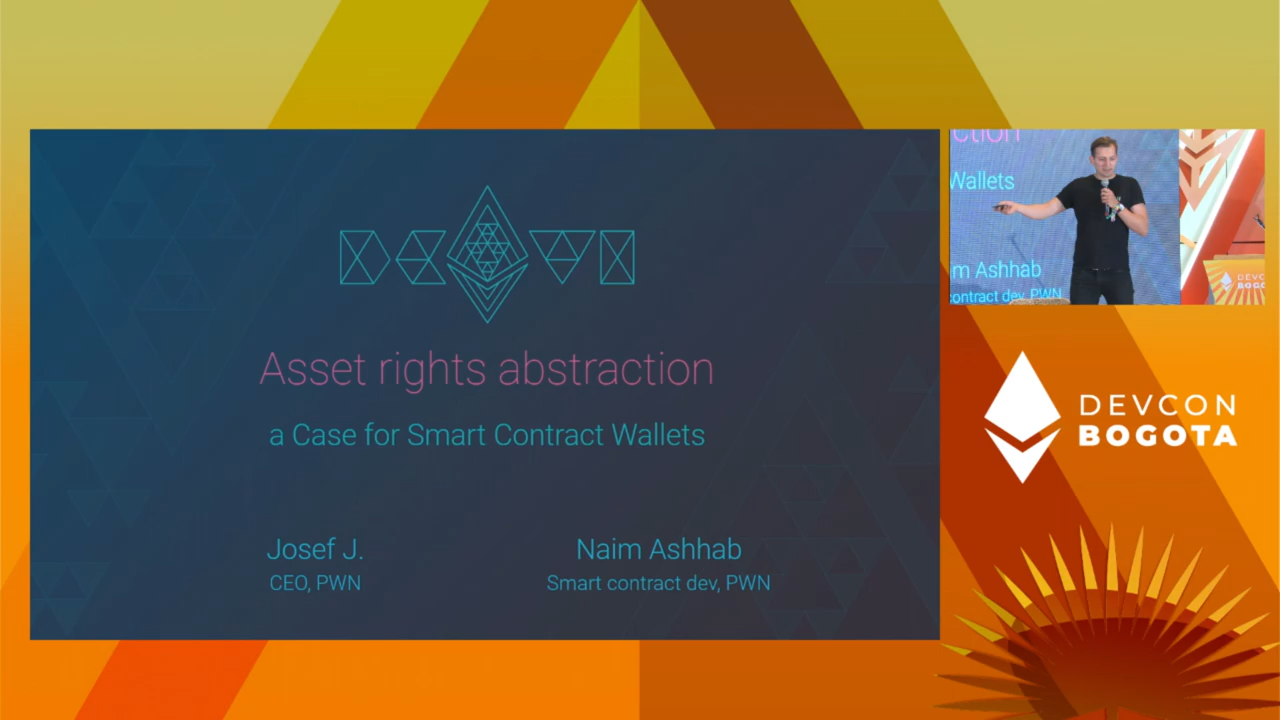 Asset rights abstraction
a Case for Smart Contract Wallets
Josef J.
CEO, PWN
Naim Ashhab
Smart contract dev, PWN
ction
Wallets
m Ashhab
contract dev, PWN
DEVCON
BOGOTA